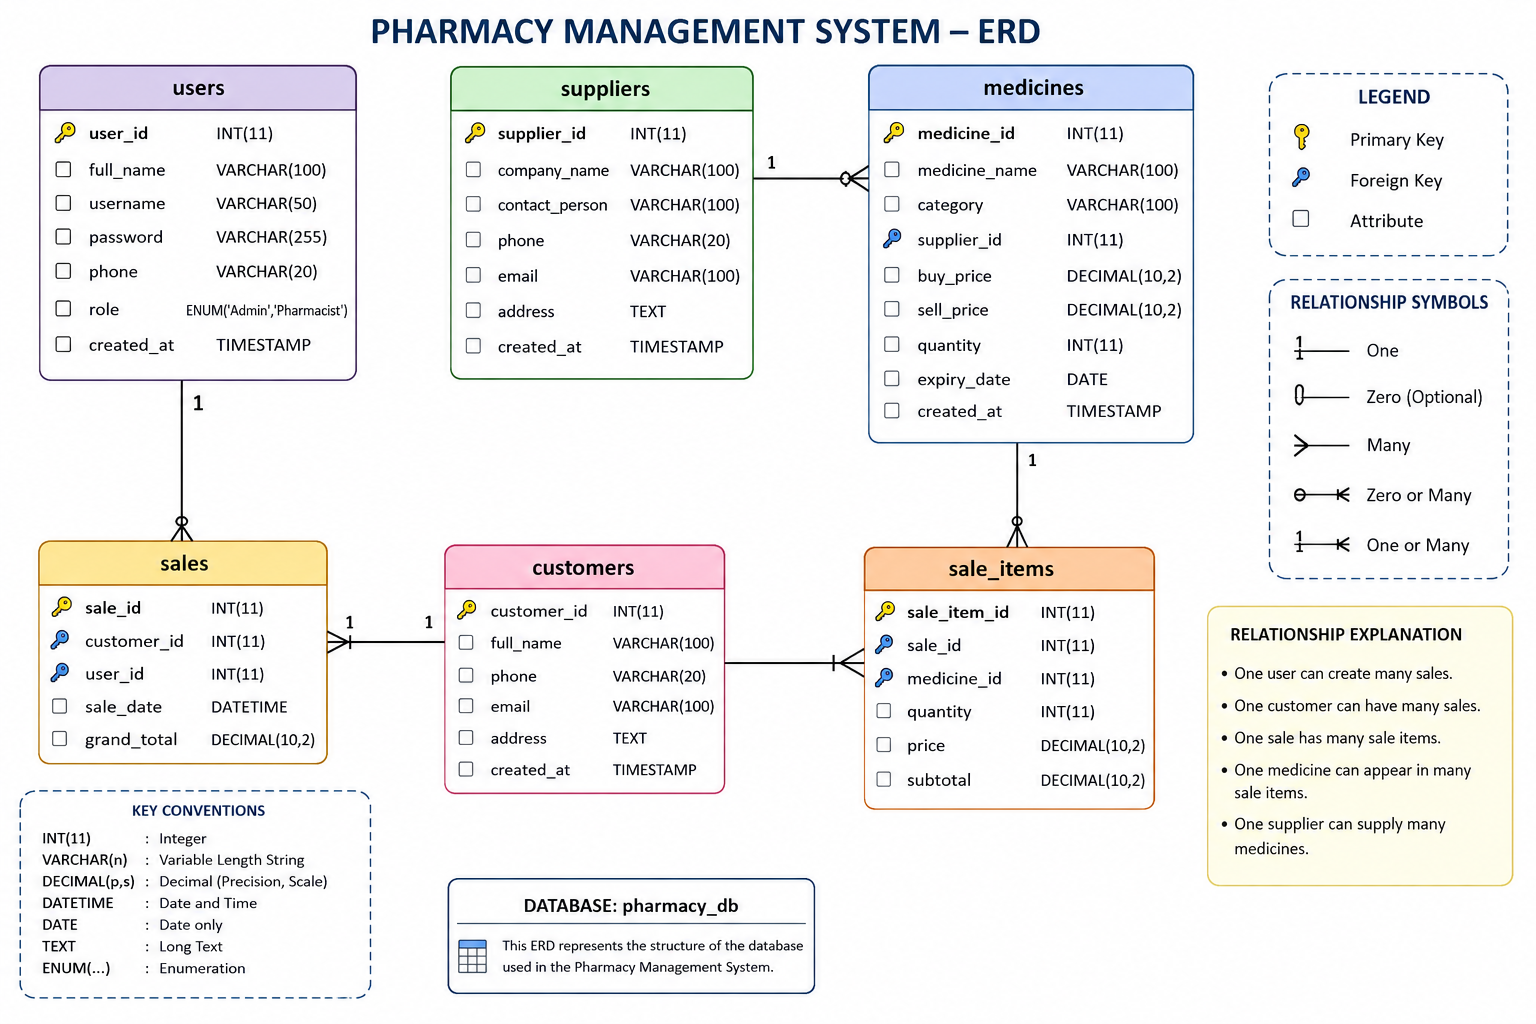 PHARMACY MANAGEMENT SYSTEM – ERD
users
user_id INT(11)
full_name VARCHAR(100)
username VARCHAR(50)
password VARCHAR(255)
phone VARCHAR(20)
role ENUM('Admin','Pharmacist')
created_at TIMESTAMP
1
suppliers
supplier_id INT(11)
company_name VARCHAR(100)
contact_person VARCHAR(100)
phone VARCHAR(20)
email VARCHAR(100)
address TEXT
created_at TIMESTAMP
1
medicines
medicine_id INT(11)
medicine_name VARCHAR(100)
category VARCHAR(100)
supplier_id INT(11)
buy_price DECIMAL(10,2)
sell_price DECIMAL(10,2)
quantity INT(11)
expiry_date DATE
created_at TIMESTAMP
1
LEGEND
Primary Key
Foreign Key
Attribute
RELATIONSHIP SYMBOLS
1 One
Zero (Optional)
Many
Zero or Many
1 One or Many
sales
sale_id INT(11)
customer_id INT(11)
user_id INT(11)
sale_date DATETIME
grand_total DECIMAL(10,2)
1 1
customers
customer_id INT(11)
full_name VARCHAR(100)
phone VARCHAR(20)
email VARCHAR(100)
address TEXT
created_at TIMESTAMP
sale_items
sale_item_id INT(11)
sale_id INT(11)
medicine_id INT(11)
quantity INT(11)
price DECIMAL(10,2)
subtotal DECIMAL(10,2)
RELATIONSHIP EXPLANATION
• One user can create many sales.
• One customer can have many sales.
• One sale has many sale items.
• One medicine can appear in many
sale items.
• One supplier can supply many
medicines.
KEY CONVENTIONS
INT(11) : Integer
VARCHAR(n) : Variable Length String
DECIMAL(p,s) : Decimal (Precision, Scale)
DATETIME : Date and Time
DATE : Date only
TEXT : Long Text
ENUM(...) : Enumeration
DATABASE: pharmacy_db
This ERD represents the structure of the database
used in the Pharmacy Management System.